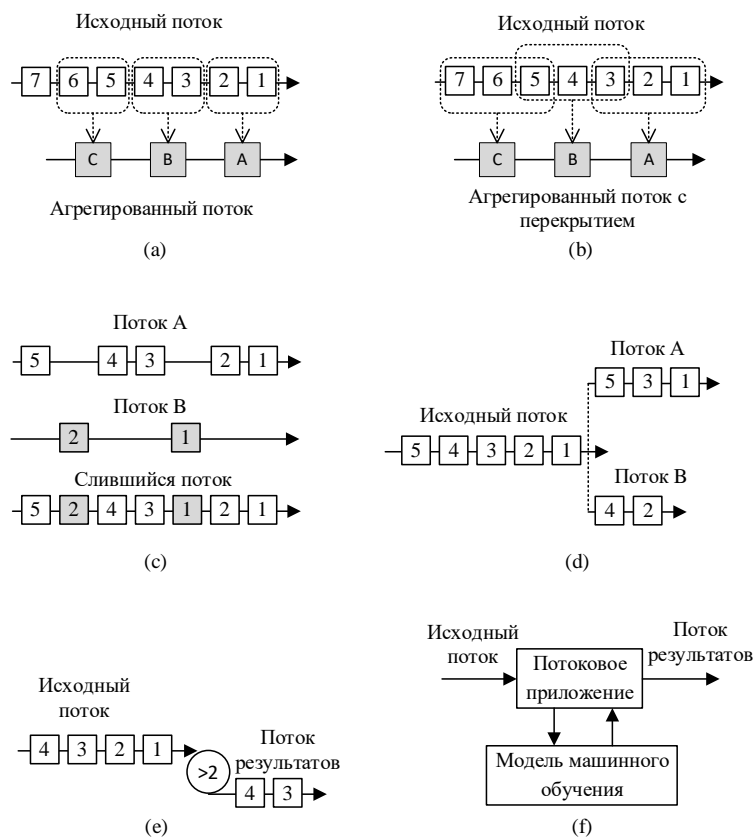 Исходный поток
7 6 5 4 3 2 1
C B A
Агрегированный поток
(a)
Исходный поток
7 6 5 4 3 2 1
C B A
Агрегированный поток с
перекрытием
(b)
Поток A
5 4 3 2 1
Поток B
2 1
Слившийся поток
5 2 4 3 1 2 1
(c)
Поток A
5 3 1
Исходный поток
5 4 3 2 1
Поток B
4 2
(d)
Исходный
поток
4 3 2 1
>2
Поток
результатов
4 3
(e)
Исходный
поток
Потоковое
приложение
Поток
результатов
Модель машинного
обучения
(f)